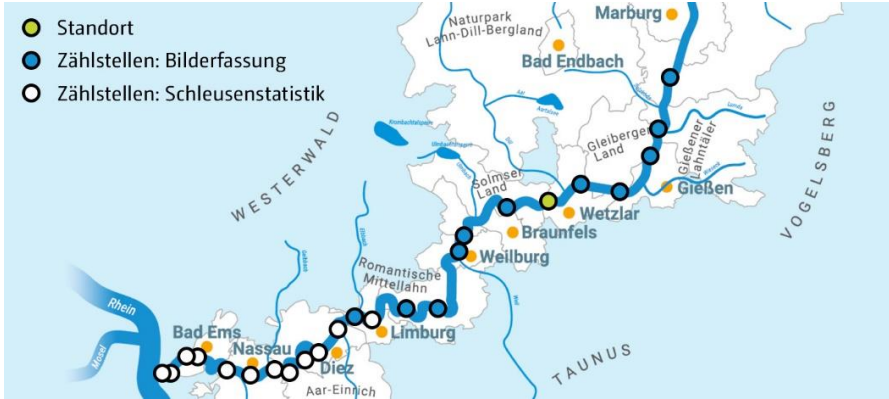 Standort
Zählstellen: Bilderfassung
Zählstellen: Schleusenstatistik
Naturpark
Lahn-Dill-Bergland
Marburg
Bad Endbach
WESTERWALD
VOGELSBERG
Gleiberger
Land
Gießener
Lahntäler
Solmser
Land
Gießen
Wetzlar
Braunfels
Weilburg
Romantische
Mittellahn
Rhein
Mosel
Bad Ems
Nassau
Diez
Limburg
Aar-Einrich
TAUNUS